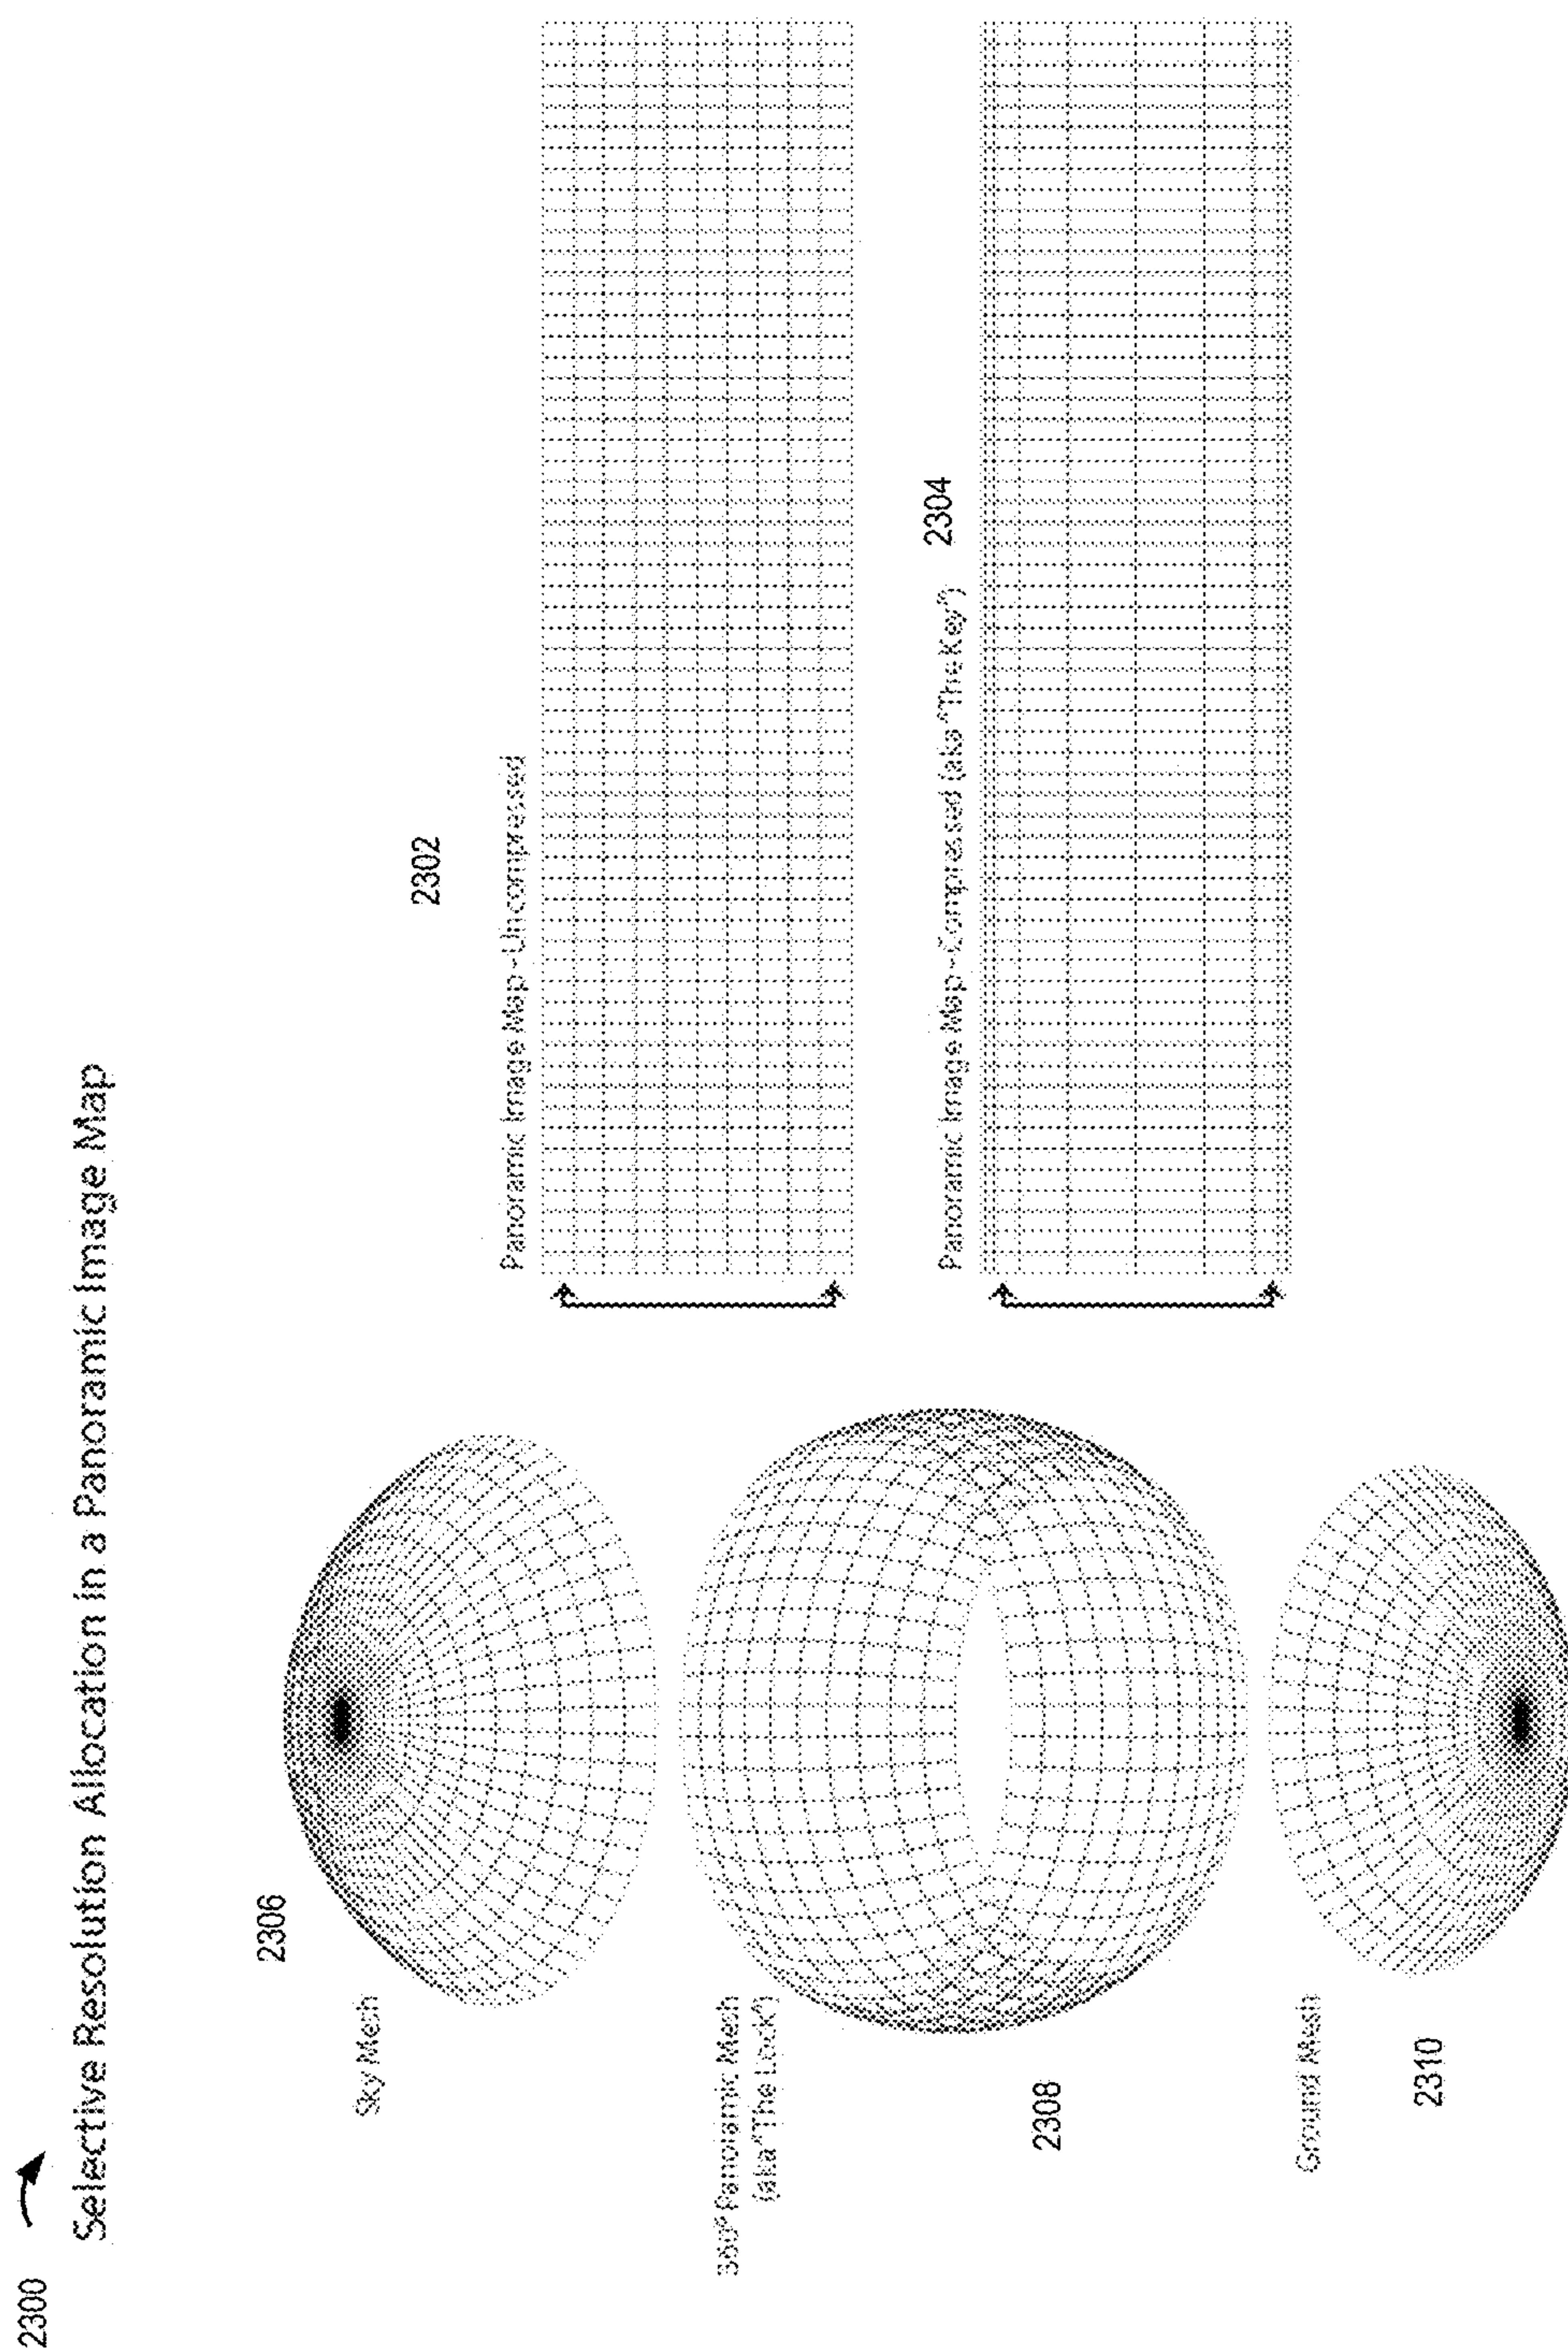 2300
Selective Resolution Allocation in a Panoramic Image Map
2306
Sky Mesh
360° Panoramic Mesh
(aka "The Lock")
2308
Ground Mesh
2310
2302
Panoramic Image Map - Uncompressed
Panoramic Image Map - Compressed (aka "The Key")
2304